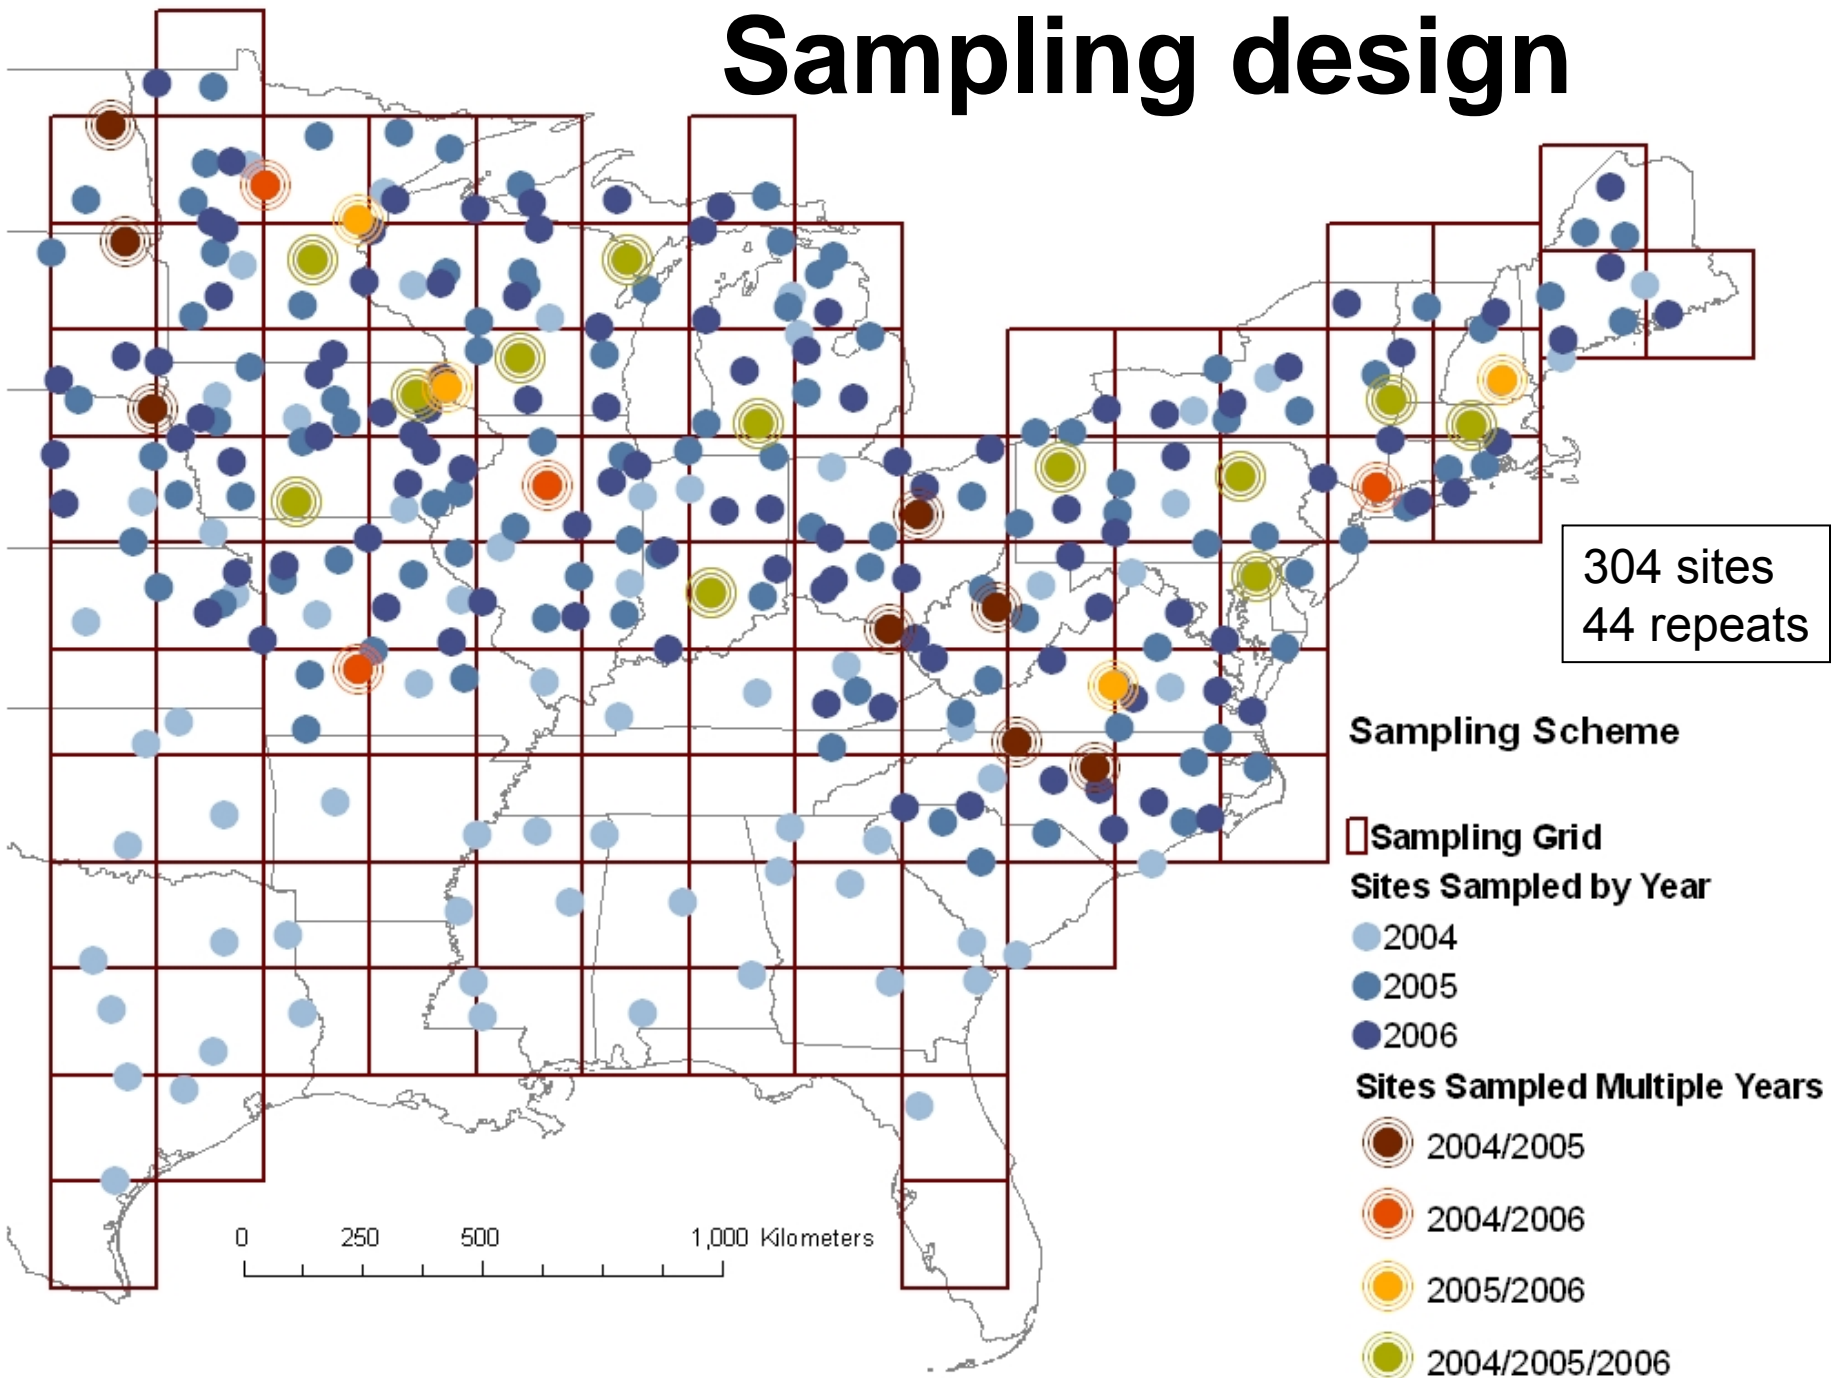 Sampling design
304 sites
44 repeats
Sampling Scheme
Sampling Grid
Sites Sampled by Year
2004
2005
2006
Sites Sampled Multiple Years
2004/2005
2004/2006
2005/2006
2004/2005/2006
0 250 500 1,000 Kilometers